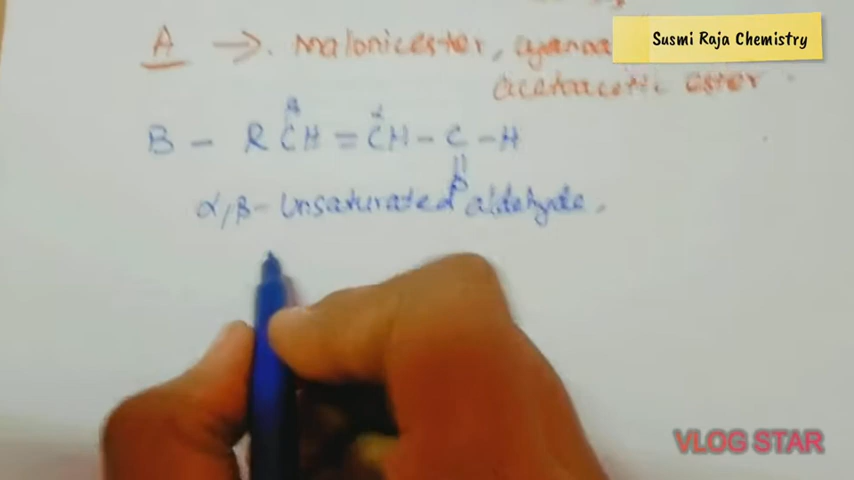 Susmi Raja Chemistry
A → Malonicester,
acetoacetic ester
B - RCH = CH - C - H
α, β - Unsaturated aldehyde.
VLOG STAR